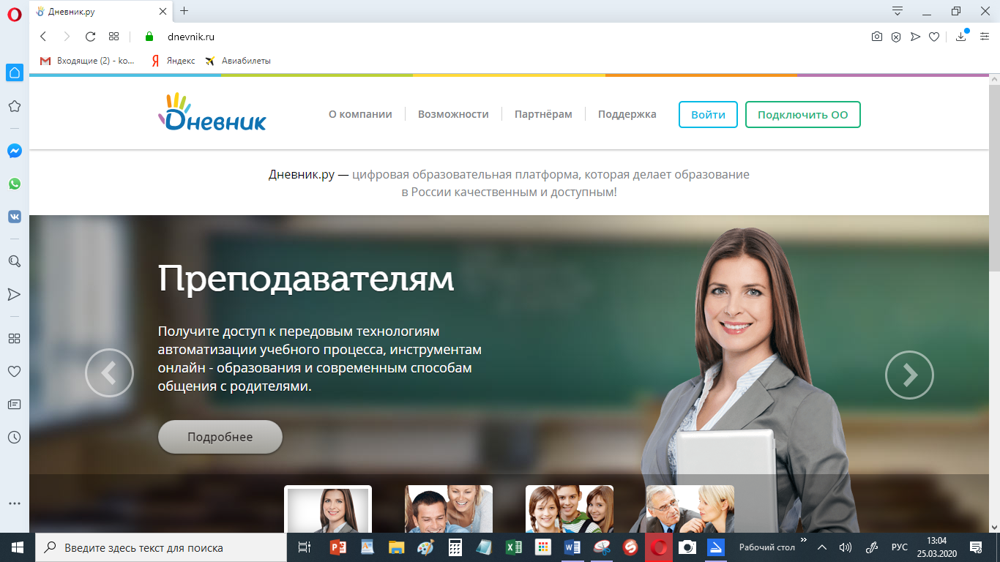 Дневник.ру
dnevnik.ru
Входящие (2) - ko...
Яндекс
Авиабилеты
Дневник
О компании
Возможности
Партнёрам
Поддержка
Войти
Подключить ОО
Дневник.ру — цифровая образовательная платформа, которая делает образование
в России качественным и доступным!
Преподавателям
Получите доступ к передовым технологиям
автоматизации учебного процесса, инструментам
онлайн - образования и современным способам
общения с родителями.
Подробнее
Введите здесь текст для поиска
Рабочий стол
РУС
13:04
25.03.2020